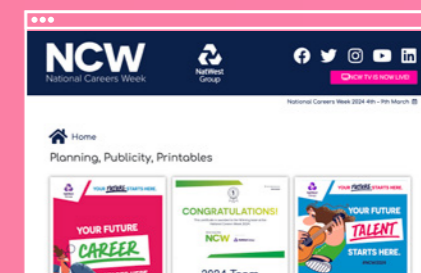 NCW
National Careers Week
NatWest
Group
NCW TV IS NOW LIVE!
National Careers Week 2024 4th - 9th March
Home
Planning, Publicity, Printables
YOUR FUTURE STARTS HERE.
YOUR FUTURE
CAREER
CONGRATULATIONS!
NCW
2024 Team
YOUR FUTURE STARTS HERE.
YOUR FUTURE
TALENT
STARTS HERE.